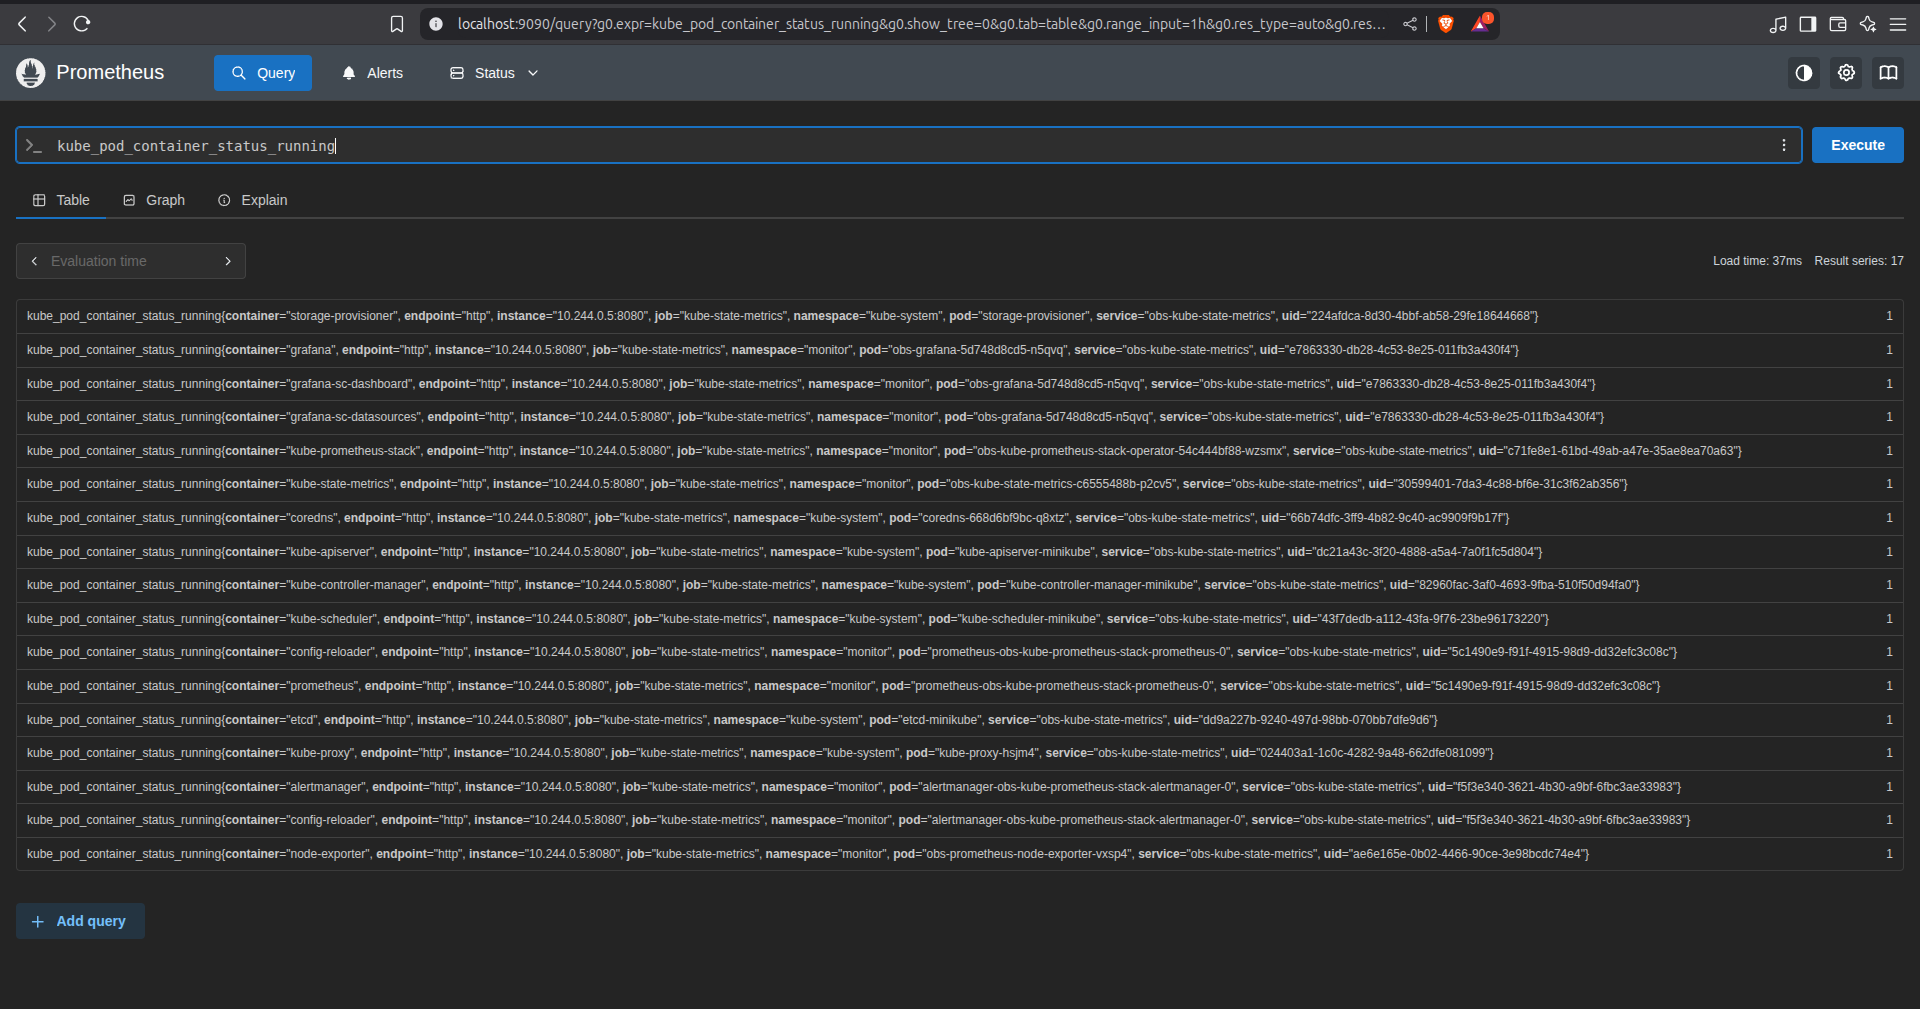 localhost:9090/query?g0.expr=kube_pod_container_status_running&g0.show_tree=0&g0.tab=table&g0.range_input=1h&g0.res_type=auto&g0.res...
1
Prometheus
Query
Alerts
Status
kube_pod_container_status_running
Execute
Table
Graph
Explain
Evaluation time
Load time: 37ms Result series: 17
kube_pod_container_status_running{container="storage-provisioner", endpoint="http", instance="10.244.0.5:8080", job="kube-state-metrics", namespace="kube-system", pod="storage-provisioner", service="obs-kube-state-metrics", uid="224afdca-8d30-4bbf-ab58-29fe18644668"} 1
kube_pod_container_status_running{container="grafana", endpoint="http", instance="10.244.0.5:8080", job="kube-state-metrics", namespace="monitor", pod="obs-grafana-5d748d8cd5-n5qvq", service="obs-kube-state-metrics", uid="e7863330-db28-4c53-8e25-011fb3a430f4"} 1
kube_pod_container_status_running{container="grafana-sc-dashboard", endpoint="http", instance="10.244.0.5:8080", job="kube-state-metrics", namespace="monitor", pod="obs-grafana-5d748d8cd5-n5qvq", service="obs-kube-state-metrics", uid="e7863330-db28-4c53-8e25-011fb3a430f4"} 1
kube_pod_container_status_running{container="grafana-sc-datasources", endpoint="http", instance="10.244.0.5:8080", job="kube-state-metrics", namespace="monitor", pod="obs-grafana-5d748d8cd5-n5qvq", service="obs-kube-state-metrics", uid="e7863330-db28-4c53-8e25-011fb3a430f4"} 1
kube_pod_container_status_running{container="kube-prometheus-stack", endpoint="http", instance="10.244.0.5:8080", job="kube-state-metrics", namespace="monitor", pod="obs-kube-prometheus-stack-operator-54c444bf88-wzsmx", service="obs-kube-state-metrics", uid="c71fe8e1-61bd-49ab-a47e-35ae8ea70a63"} 1
kube_pod_container_status_running{container="kube-state-metrics", endpoint="http", instance="10.244.0.5:8080", job="kube-state-metrics", namespace="monitor", pod="obs-kube-state-metrics-c6555488b-p2cv5", service="obs-kube-state-metrics", uid="30599401-7da3-4c88-bf6e-31c3f62ab356"} 1
kube_pod_container_status_running{container="coredns", endpoint="http", instance="10.244.0.5:8080", job="kube-state-metrics", namespace="kube-system", pod="coredns-668d6bf9bc-q8xtz", service="obs-kube-state-metrics", uid="66b74dfc-3ff9-4b82-9c40-ac9909f9b17f"} 1
kube_pod_container_status_running{container="kube-apiserver", endpoint="http", instance="10.244.0.5:8080", job="kube-state-metrics", namespace="kube-system", pod="kube-apiserver-minikube", service="obs-kube-state-metrics", uid="dc21a43c-3f20-4888-a5a4-7a0f1fc5d804"} 1
kube_pod_container_status_running{container="kube-controller-manager", endpoint="http", instance="10.244.0.5:8080", job="kube-state-metrics", namespace="kube-system", pod="kube-controller-manager-minikube", service="obs-kube-state-metrics", uid="82960fac-3af0-4693-9fba-510f50d94fa0"} 1
kube_pod_container_status_running{container="kube-scheduler", endpoint="http", instance="10.244.0.5:8080", job="kube-state-metrics", namespace="kube-system", pod="kube-scheduler-minikube", service="obs-kube-state-metrics", uid="43f7dedb-a112-43fa-9f76-23be96173220"} 1
kube_pod_container_status_running{container="config-reloader", endpoint="http", instance="10.244.0.5:8080", job="kube-state-metrics", namespace="monitor", pod="prometheus-obs-kube-prometheus-stack-prometheus-0", service="obs-kube-state-metrics", uid="5c1490e9-f91f-4915-98d9-dd32efc3c08c"} 1
kube_pod_container_status_running{container="prometheus", endpoint="http", instance="10.244.0.5:8080", job="kube-state-metrics", namespace="monitor", pod="prometheus-obs-kube-prometheus-stack-prometheus-0", service="obs-kube-state-metrics", uid="5c1490e9-f91f-4915-98d9-dd32efc3c08c"} 1
kube_pod_container_status_running{container="etcd", endpoint="http", instance="10.244.0.5:8080", job="kube-state-metrics", namespace="kube-system", pod="etcd-minikube", service="obs-kube-state-metrics", uid="dd9a227b-9240-497d-98bb-070bb7dfe9d6"} 1
kube_pod_container_status_running{container="kube-proxy", endpoint="http", instance="10.244.0.5:8080", job="kube-state-metrics", namespace="kube-system", pod="kube-proxy-hsjm4", service="obs-kube-state-metrics", uid="024403a1-1c0c-4282-9a48-662dfe081099"} 1
kube_pod_container_status_running{container="alertmanager", endpoint="http", instance="10.244.0.5:8080", job="kube-state-metrics", namespace="monitor", pod="alertmanager-obs-kube-prometheus-stack-alertmanager-0", service="obs-kube-state-metrics", uid="f5f3e340-3621-4b30-a9bf-6fbc3ae33983"} 1
kube_pod_container_status_running{container="config-reloader", endpoint="http", instance="10.244.0.5:8080", job="kube-state-metrics", namespace="monitor", pod="alertmanager-obs-kube-prometheus-stack-alertmanager-0", service="obs-kube-state-metrics", uid="f5f3e340-3621-4b30-a9bf-6fbc3ae33983"} 1
kube_pod_container_status_running{container="node-exporter", endpoint="http", instance="10.244.0.5:8080", job="kube-state-metrics", namespace="monitor", pod="obs-prometheus-node-exporter-vxsp4", service="obs-kube-state-metrics", uid="ae6e165e-0b02-4466-90ce-3e98bcdc74e4"} 1
Add query